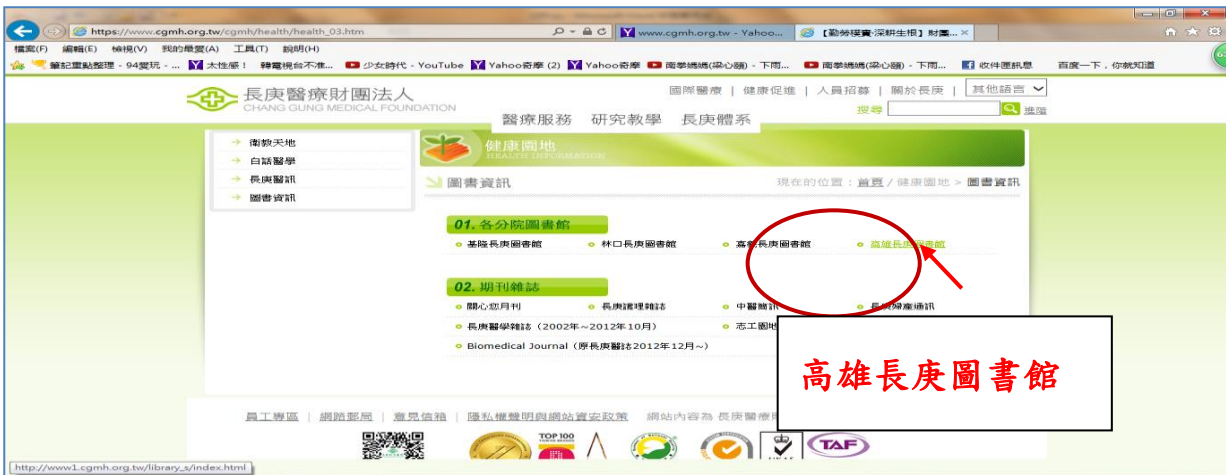 https://www.cgmh.org.tw/cgmh/health/health_03.htm
www.cgmh.org.tw - Yahoo...
【勤勞樸實‧深耕生根】財團...
檔案(F) 編輯(E) 檢視(V) 我的最愛(A) 工具(T) 說明(H)
筆記重點整理 - 94愛玩 - ... 太性感! 韓電視台不准... 少女時代 - YouTube Yahoo奇摩 (2) Yahoo奇摩 南拳媽媽(梁心頤) - 下雨... 南拳媽媽(梁心頤) - 下雨... 收件匣訊息 百度一下，你就知道
長庚醫療財團法人
CHANG GUNG MEDICAL FOUNDATION
國際醫療 | 健康促進 | 人員招募 | 關於長庚 | 其他語言
搜尋 進階
醫療服務 研究教學 長庚體系
衛教天地
白話醫學
長庚醫訊
圖書資訊
健康園地
HEALTH INFORMATION
圖書資訊
現在的位置：首頁 / 健康園地 > 圖書資訊
01. 各分院圖書館
基隆長庚圖書館 林口長庚圖書館 嘉義長庚圖書館 高雄長庚圖書館
02. 期刊雜誌
關心您月刊 長庚護理雜誌 中醫簡訊 長庚婦產通訊
長庚醫學雜誌（2002年~2012年10月） 志工園地
Biomedical Journal（原長庚醫誌2012年12月~）
高雄長庚圖書館
員工專區 | 網路郵局 | 意見信箱 | 隱私權聲明與網站資安政策 網站內容為 長庚醫療
TOP 100
TAF
http://www1.cgmh.org.tw/library_s/index.html